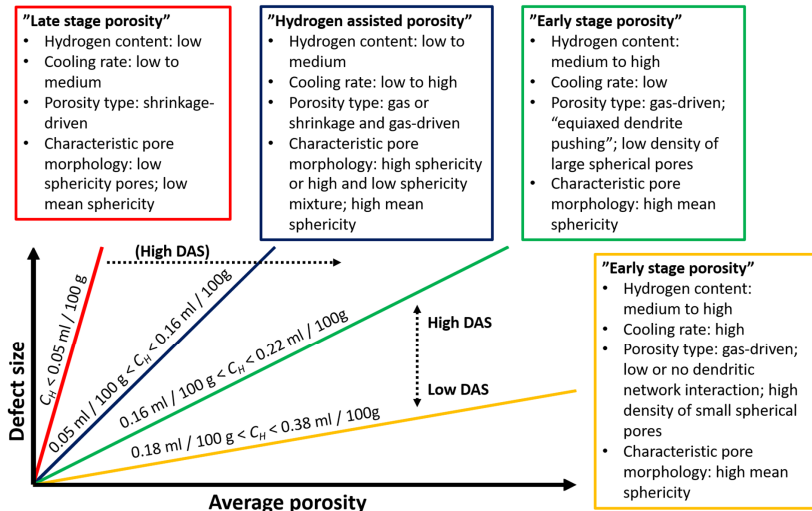 ”Late stage porosity”
• Hydrogen content: low
• Cooling rate: low to
medium
• Porosity type: shrinkage-
driven
• Characteristic pore
morphology: low
sphericity pores; low
mean sphericity
”Hydrogen assisted porosity”
• Hydrogen content: low to
medium
• Cooling rate: low to high
• Porosity type: gas or
shrinkage and gas-driven
• Characteristic pore
morphology: high sphericity
or high and low sphericity
mixture; high mean
sphericity
”Early stage porosity”
• Hydrogen content:
medium to high
• Cooling rate: low
• Porosity type: gas-driven;
“equiaxed dendrite
pushing”; low density of
large spherical pores
• Characteristic pore
morphology: high mean
sphericity
”Early stage porosity”
• Hydrogen content:
medium to high
• Cooling rate: high
• Porosity type: gas-driven;
low or no dendritic
network interaction; high
density of small spherical
pores
• Characteristic pore
morphology: high mean
sphericity
(High DAS)
High DAS
Low DAS
C_H < 0.05 ml / 100 g
0.05 ml / 100 g < C_H < 0.16 ml / 100g
0.16 ml / 100 g < C_H < 0.22 ml / 100g
0.18 ml / 100 g < C_H < 0.38 ml / 100g
Defect size
Average porosity